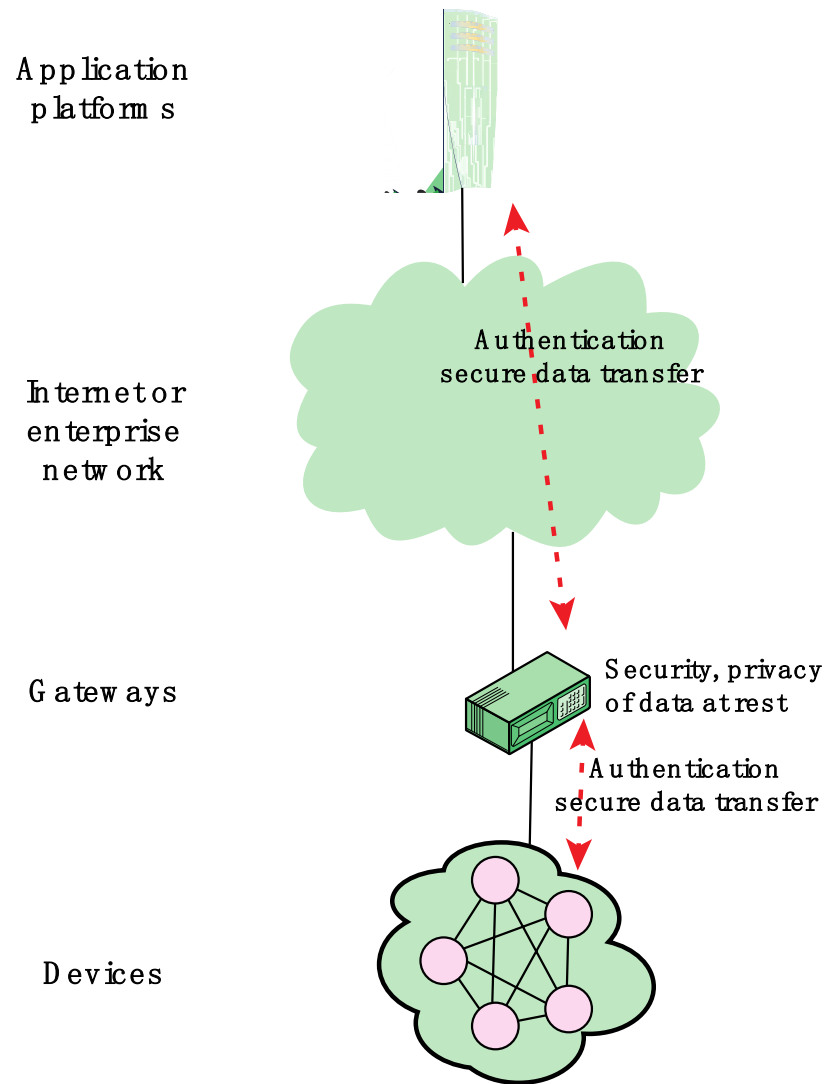 Application
platforms
Authentication
secure data transfer
Internet or
enterprise
network
Gateways
Security, privacy
of data at rest
Authentication
secure data transfer
Devices